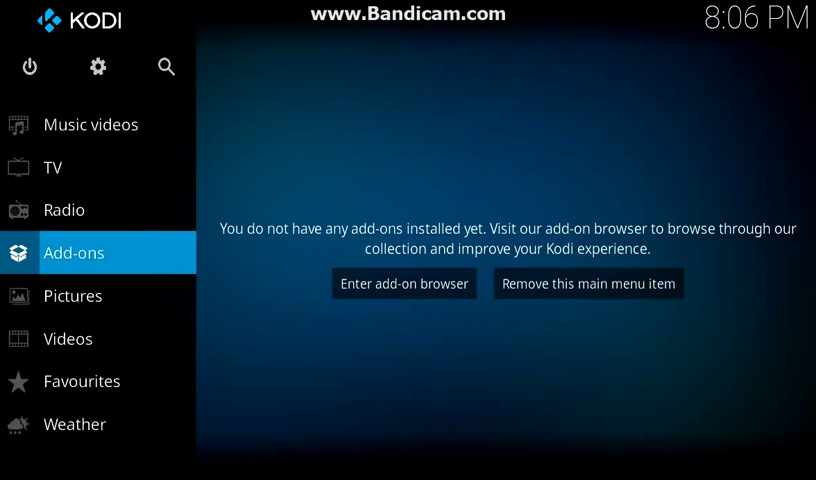 KODI
www.Bandicam.com
8:06 PM
Music videos
TV
Radio
Add-ons
Pictures
Videos
Favourites
Weather
You do not have any add-ons installed yet. Visit our add-on browser to browse through our
collection and improve your Kodi experience.
Enter add-on browser
Remove this main menu item